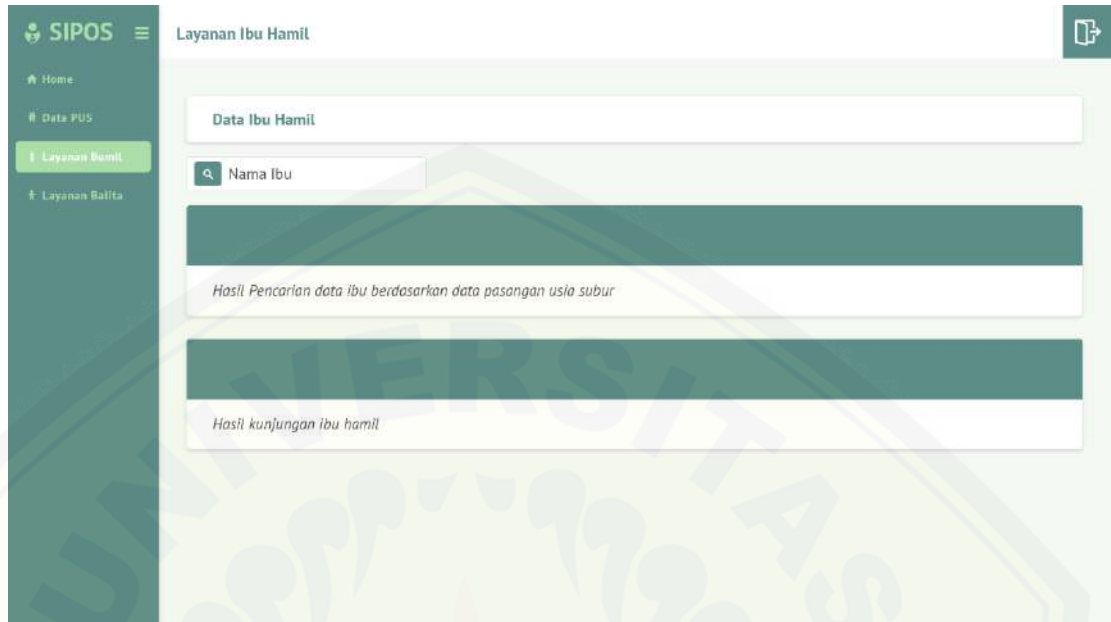 SIPOS
Layanan Ibu Hamil
Home
Data PUS
Layanan Bumil
Layanan Balita
Data Ibu Hamil
Nama Ibu
Hasil Pencarian data ibu berdasarkan data pasangan usia subur
Hasil kunjungan ibu hamil
UNIVERSITAS